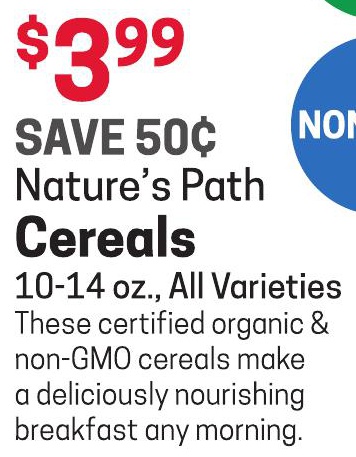 $3.99
SAVE 50¢
Nature's Path
Cereals
10-14 oz., All Varieties
These certified organic &
non-GMO cereals make
a deliciously nourishing
breakfast any morning.